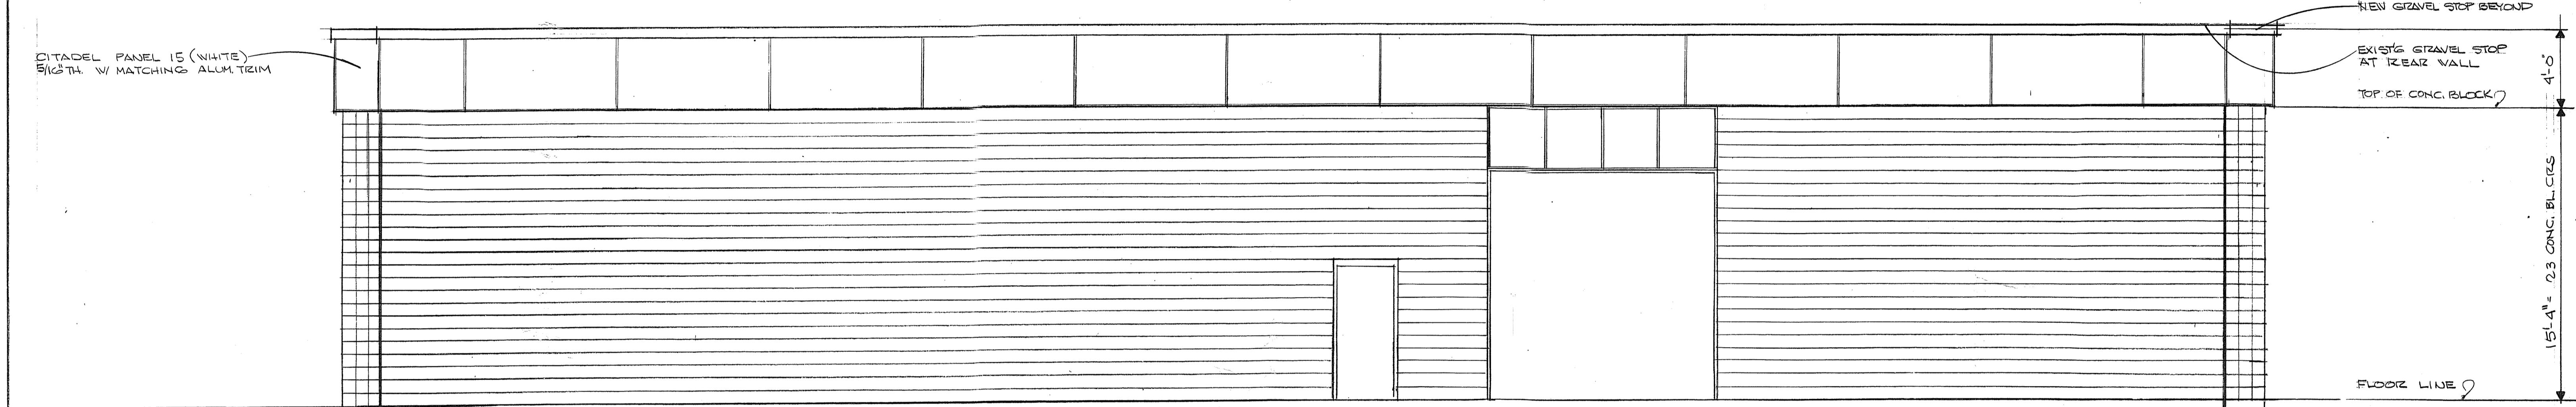 CITADEL PANEL 15 (WHITE)
5/16" TH. W/ MATCHING ALUM. TRIM
NEW GRAVEL STOP BEYOND
EXIST'G GRAVEL STOP
AT REAR WALL
TOP OF CONC. BLOCK
4'-0"
15'-4" = 23 CONC. BL. CRS
FLOOR LINE